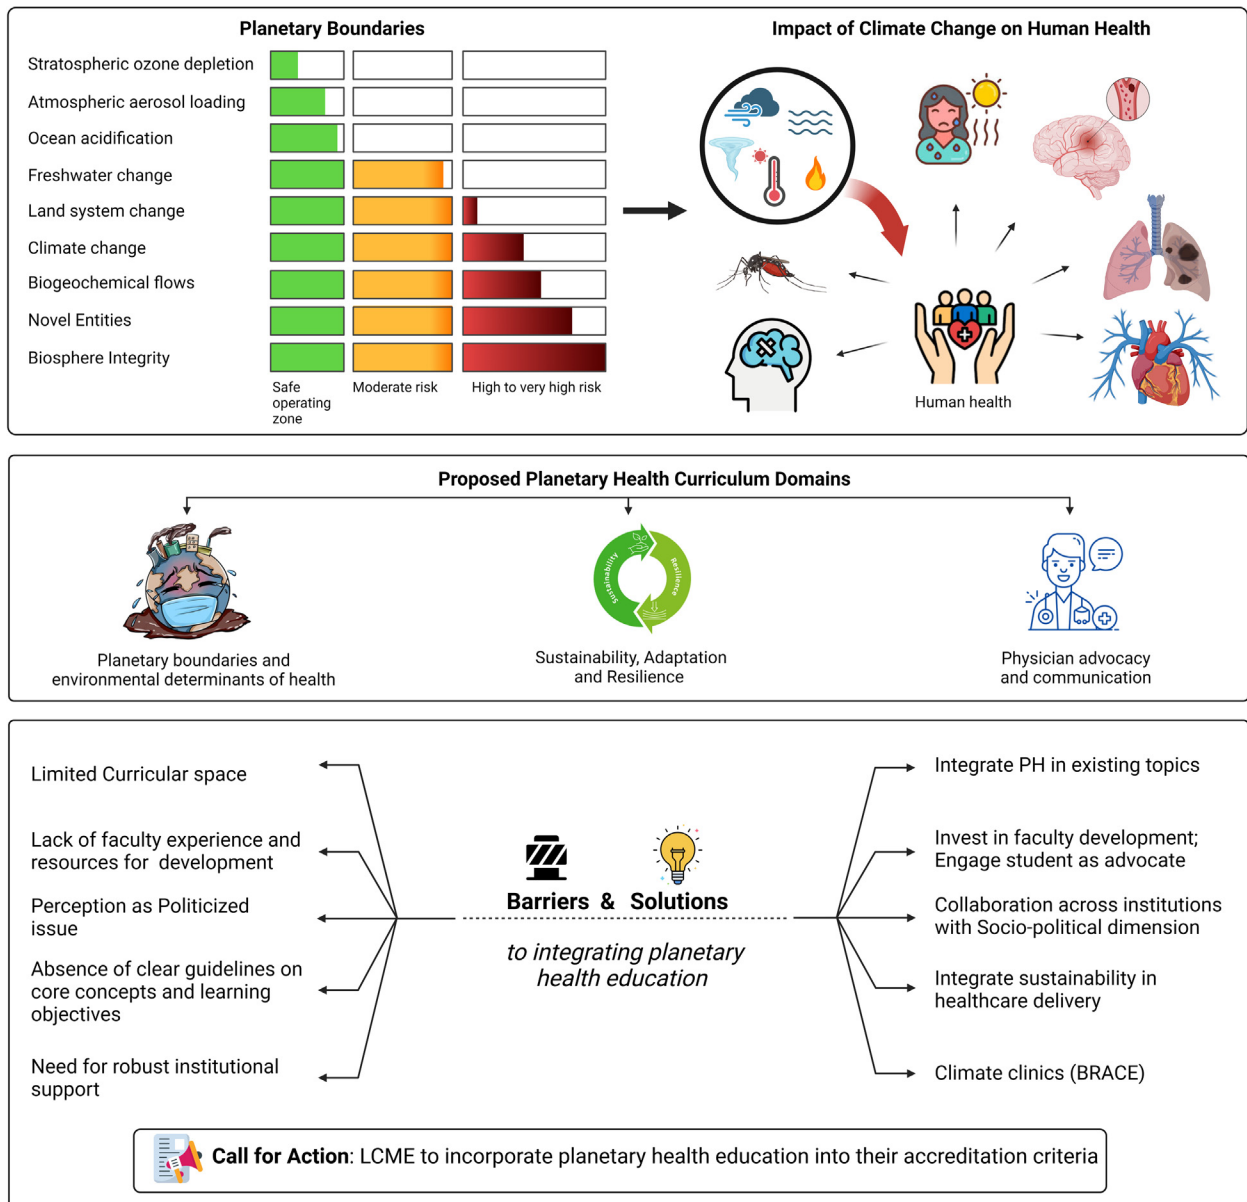 Planetary Boundaries
Stratospheric ozone depletion
Atmospheric aerosol loading
Ocean acidification
Freshwater change
Land system change
Climate change
Biogeochemical flows
Novel Entities
Biosphere Integrity
Safe
operating
zone
Moderate risk
High to very high risk
Impact of Climate Change on Human Health
Human health
Proposed Planetary Health Curriculum Domains
Planetary boundaries and
environmental determinants of health
Sustainability
Resilience
Sustainability, Adaptation
and Resilience
Physician advocacy
and communication
Limited Curricular space
Lack of faculty experience and
resources for development
Perception as Politicized
issue
Absence of clear guidelines on
core concepts and learning
objectives
Need for robust institutional
support
Barriers & Solutions
to integrating planetary
health education
Integrate PH in existing topics
Invest in faculty development;
Engage student as advocate
Collaboration across institutions
with Socio-political dimension
Integrate sustainability in
healthcare delivery
Climate clinics (BRACE)
Call for Action: LCME to incorporate planetary health education into their accreditation criteria